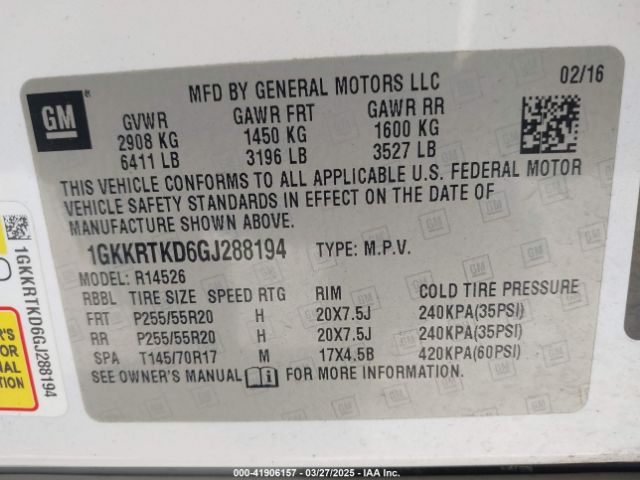 MFD BY GENERAL MOTORS LLC 02/16
GM ®
GVWR GAWR FRT GAWR RR
2908 KG 1450 KG 1600 KG
6411 LB 3196 LB 3527 LB
THIS VEHICLE CONFORMS TO ALL APPLICABLE U.S. FEDERAL MOTOR
VEHICLE SAFETY STANDARDS IN EFFECT ON THE DATE OF
MANUFACTURE SHOWN ABOVE.
1GKKRTKD6GJ288194 TYPE: M.P.V.
MODEL: R14526
RBBL TIRE SIZE SPEED RTG RIM COLD TIRE PRESSURE
FRT P255/55R20 H 20X7.5J 240KPA(35PSI)
RR P255/55R20 H 20X7.5J 240KPA(35PSI)
SPA T145/70R17 M 17X4.5B 420KPA(60PSI)
SEE OWNER'S MANUAL FOR MORE INFORMATION.
1GKKRTKD6GJ288194
000-41906157 - 03/27/2025 - IAA Inc.